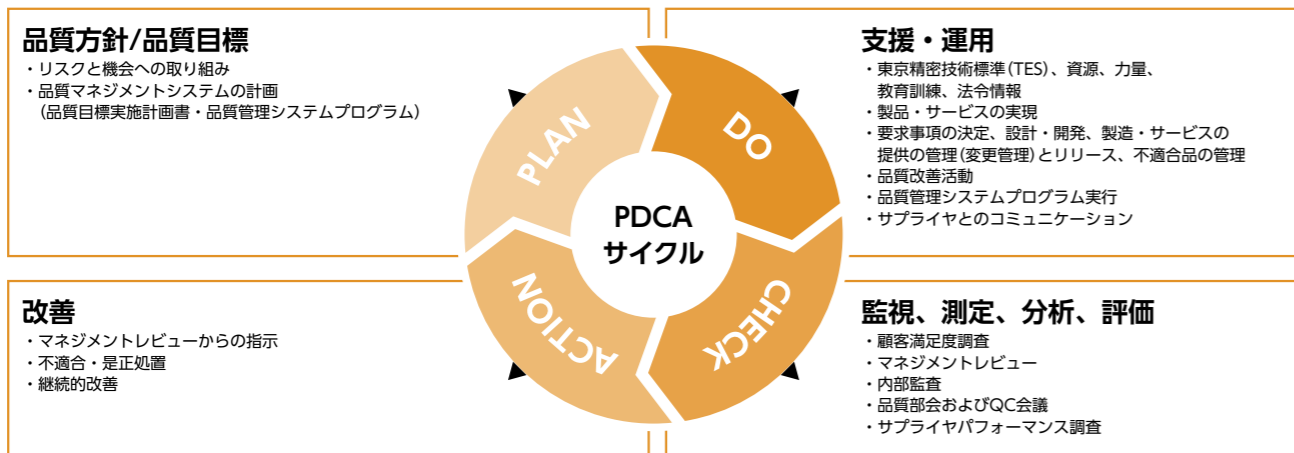 品質方針/品質目標
・リスクと機会への取り組み
・品質マネジメントシステムの計画
（品質目標実施計画書・品質管理システムプログラム）
支援・運用
・東京精密技術標準（TES）、資源、力量、
教育訓練、法令情報
・製品・サービスの実現
・要求事項の決定、設計・開発、製造・サービスの
提供の管理（変更管理）とリリース、不適合品の管理
・品質改善活動
・品質管理システムプログラム実行
・サプライヤとのコミュニケーション
PLAN
DO
PDCA
サイクル
ACTION
CHECK
改善
・マネジメントレビューからの指示
・不適合・是正処置
・継続的改善
監視、測定、分析、評価
・顧客満足度調査
・マネジメントレビュー
・内部監査
・品質部会およびQC会議
・サプライヤパフォーマンス調査